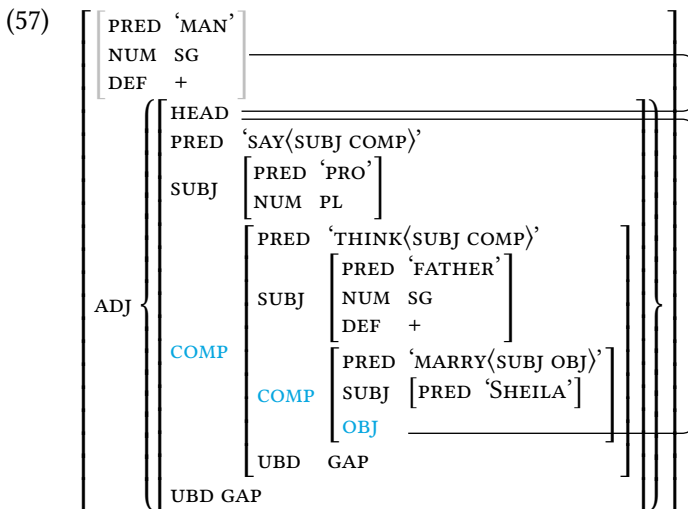 (57)
PRED ‘MAN’
NUM SG
DEF +
HEAD
PRED ‘SAY⟨SUBJ COMP⟩’
SUBJ
PRED ‘PRO’
NUM PL
ADJ
COMP
PRED ‘THINK⟨SUBJ COMP⟩’
SUBJ
PRED ‘FATHER’
NUM SG
DEF +
COMP
PRED ‘MARRY⟨SUBJ OBJ⟩’
SUBJ [PRED ‘SHEILA’]
OBJ
UBD GAP
UBD GAP